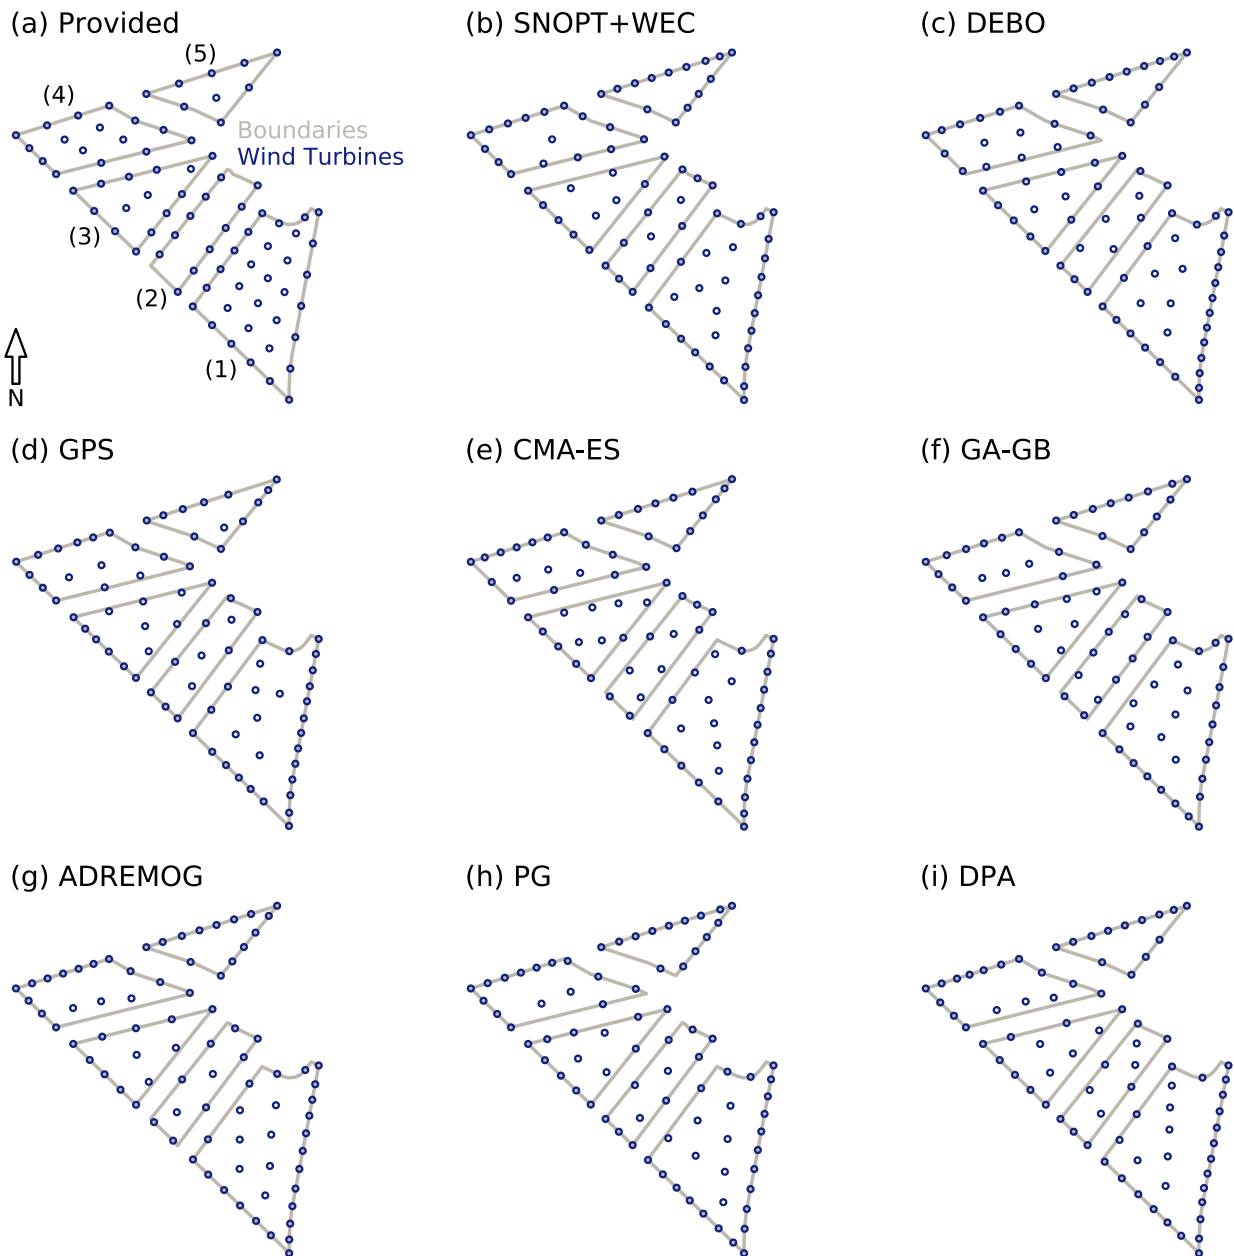 (a) Provided
(b) SNOPT+WEC
(c) DEBO
(5)
(4)
Boundaries
Wind Turbines
(3)
(2)
(1)
N
(d) GPS
(e) CMA-ES
(f) GA-GB
(g) ADREMOG
(h) PG
(i) DPA